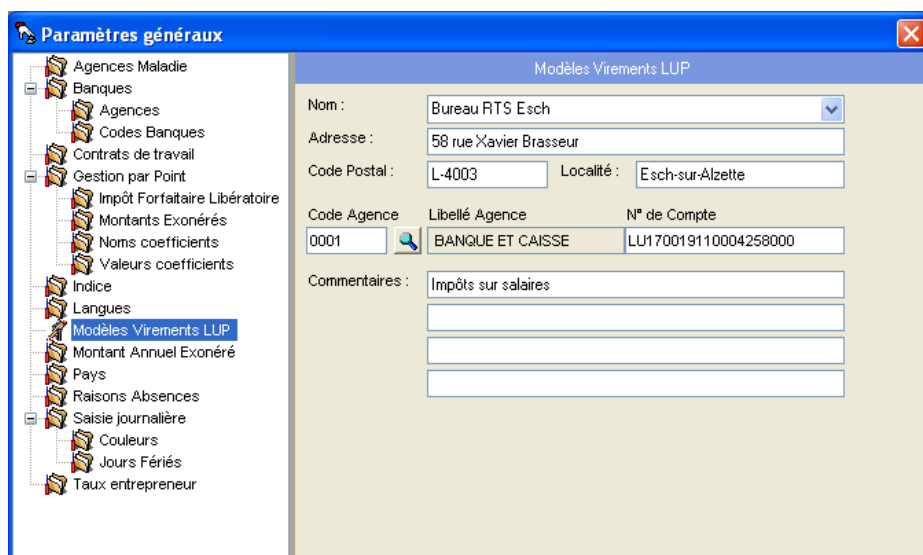 Paramètres généraux
Agences Maladie
Banques
Agences
Codes Banques
Contrats de travail
Gestion par Point
Impôt Forfaitaire Libératoire
Montants Exonérés
Noms coefficients
Valeurs coefficients
Indice
Langues
Modèles Virements LUP
Montant Annuel Exonéré
Pays
Raisons Absences
Saisie journalière
Couleurs
Jours Fériés
Taux entrepreneur
Modèles Virements LUP
Nom : Bureau RTS Esch
Adresse : 58 rue Xavier Brasseur
Code Postal : L-4003 Localité : Esch-sur-Alzette
Code Agence Libellé Agence N° de Compte
0001 BANQUE ET CAISSE LU170019110004258000
Commentaires : Impôts sur salaires